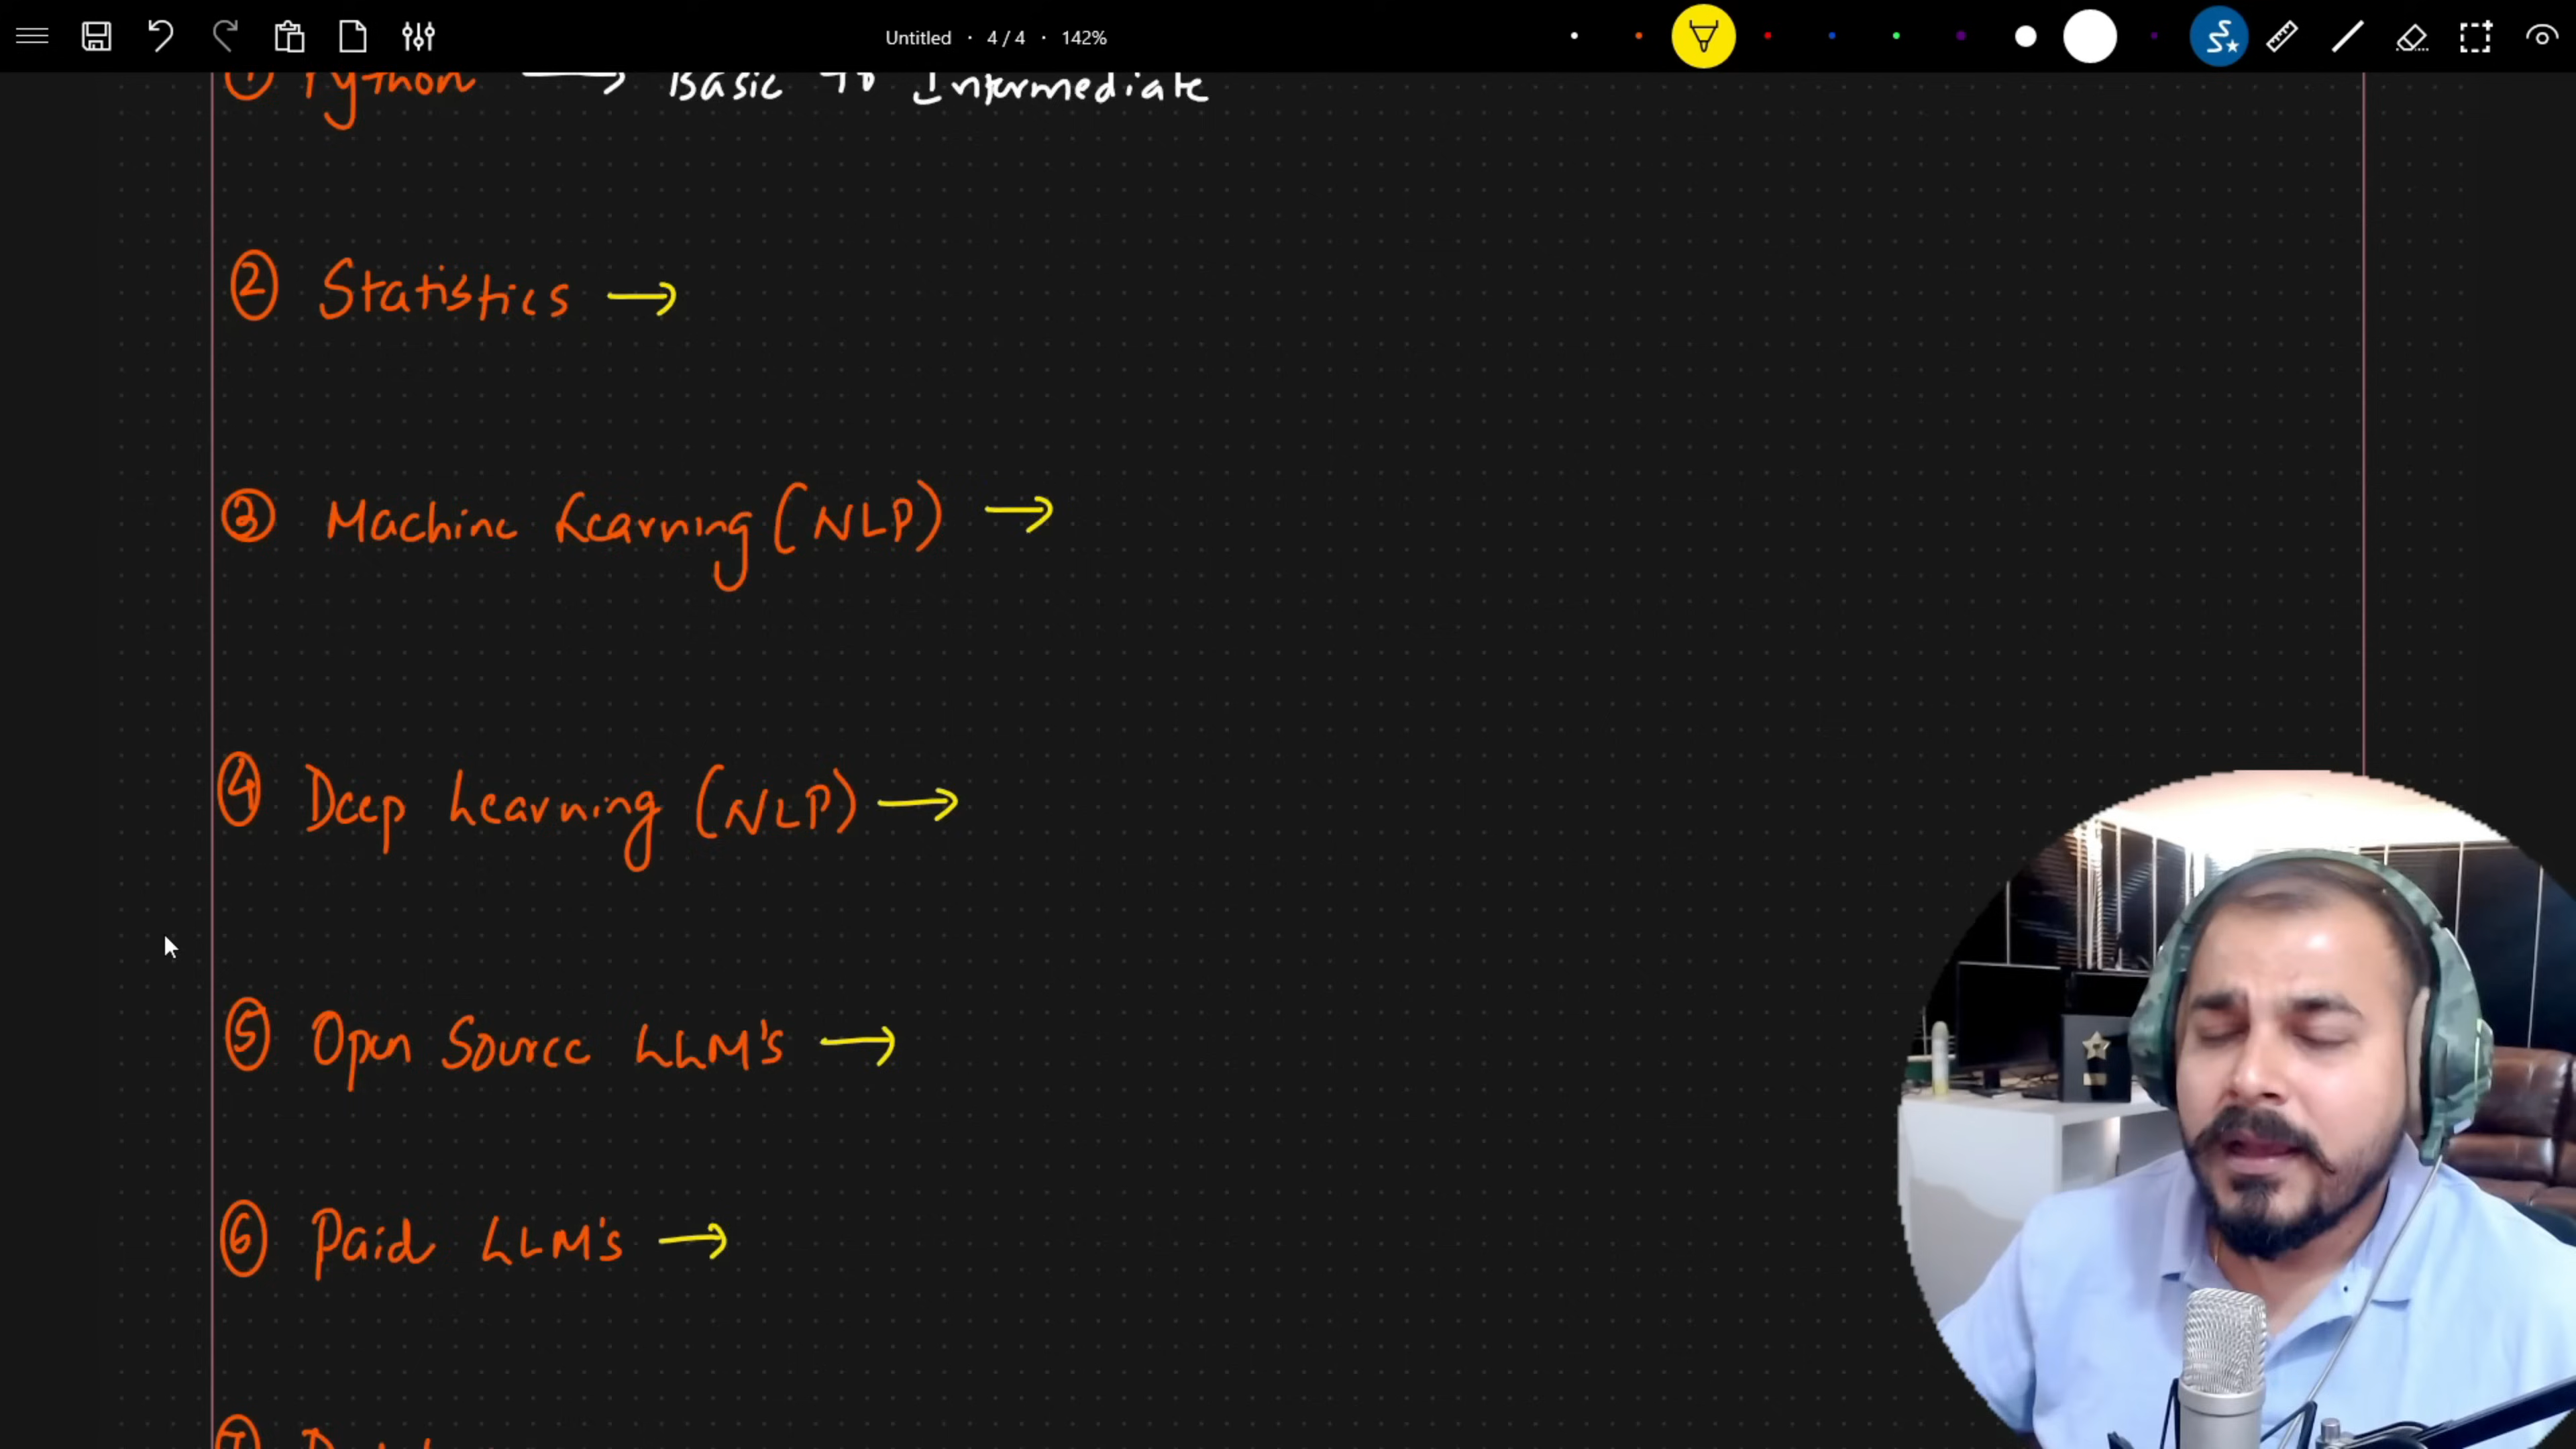 Untitled · 4 / 4 · 142%
① Python → Basic to Intermediate
② Statistics →
③ Machine Learning (NLP) →
④ Deep Learning (NLP) →
⑤ Open Source LLM's →
⑥ Paid LLM's →